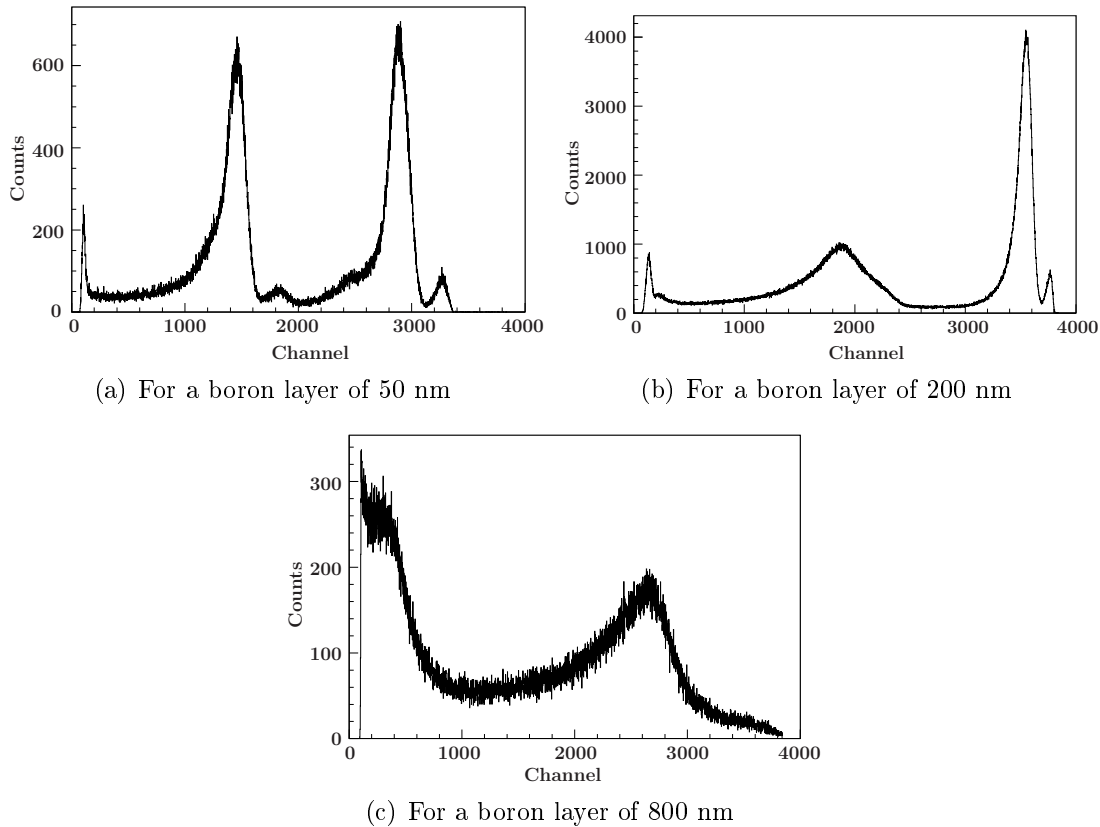 600
400
200
0
Counts
0 1000 2000 3000 4000
Channel
(a) For a boron layer of 50 nm
4000
3000
2000
1000
0
Counts
0 1000 2000 3000 4000
Channel
(b) For a boron layer of 200 nm
300
200
100
0
Counts
0 1000 2000 3000 4000
Channel
(c) For a boron layer of 800 nm